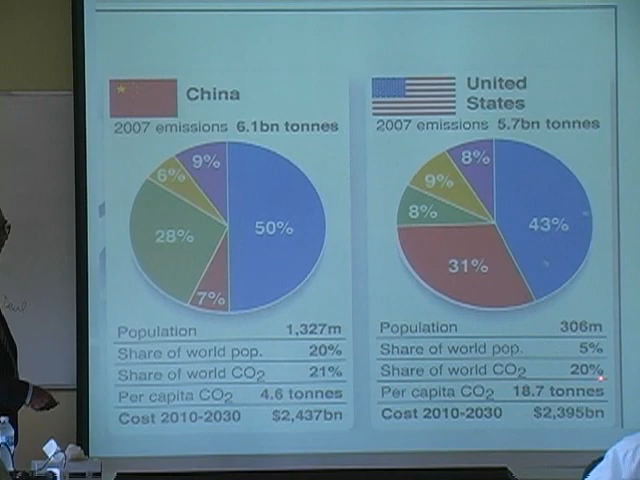 China
2007 emissions 6.1bn tonnes
9%
6%
50%
28%
7%
Population 1,327m
Share of world pop. 20%
Share of world CO2 21%
Per capita CO2 4.6 tonnes
Cost 2010-2030 $2,437bn
United
States
2007 emissions 5.7bn tonnes
8%
9%
8%
43%
31%
Population 306m
Share of world pop. 5%
Share of world CO2 20%
Per capita CO2 18.7 tonnes
Cost 2010-2030 $2,395bn